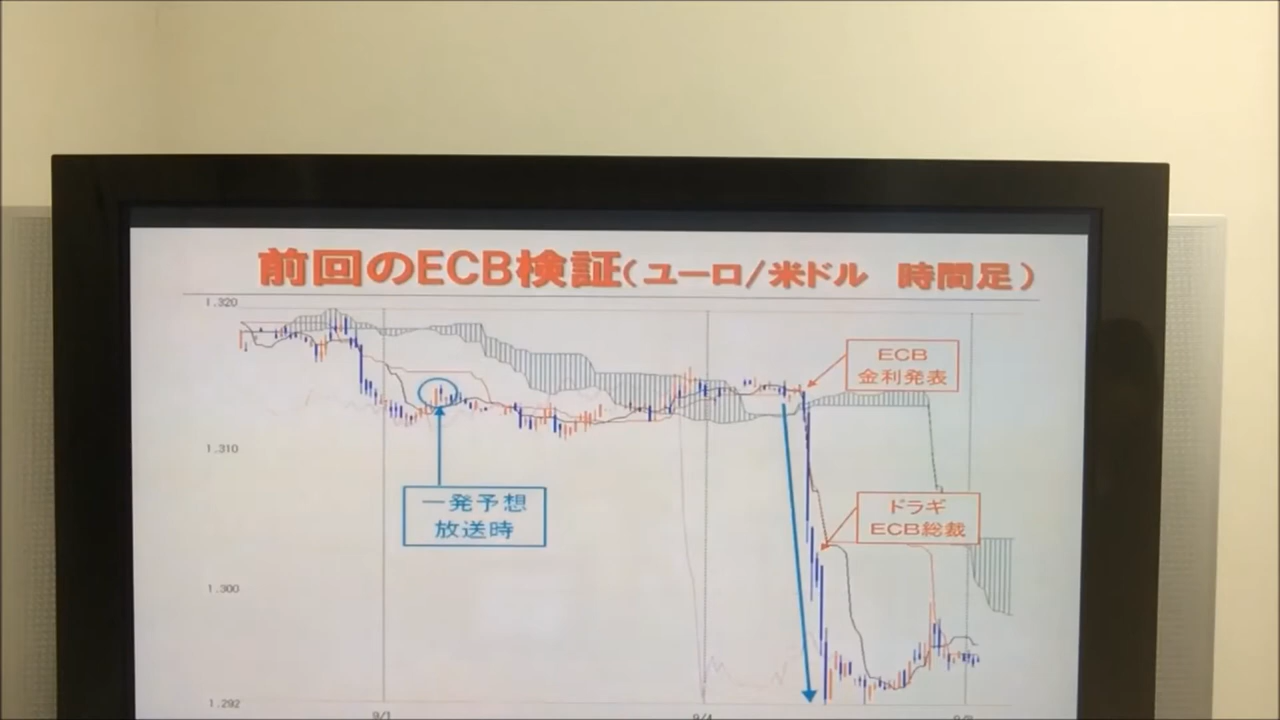 前回のECB検証(ユーロ/米ドル 時間足)
1.320
ECB
金利発表
1.310
一発予想
放送時
ドラギ
ECB総裁
1.300
1.292
9/4